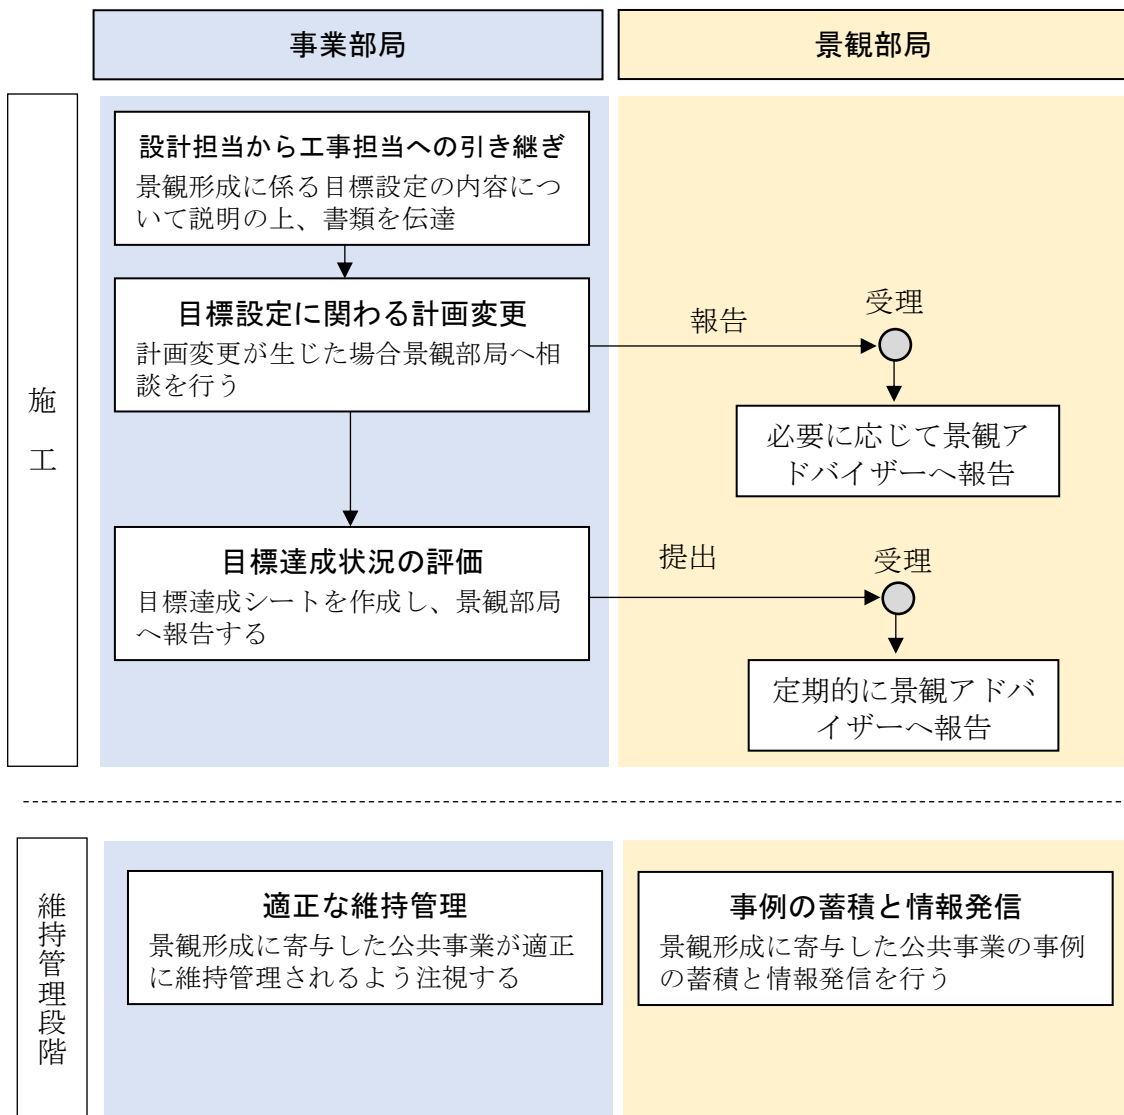 事業部局
景観部局
施
工
設計担当から工事担当への引き継ぎ
景観形成に係る目標設定の内容につ
いて説明の上、書類を伝達
目標設定に関わる計画変更
計画変更が生じた場合景観部局へ相
談を行う
報告
受理
必要に応じて景観ア
ドバイザーへ報告
目標達成状況の評価
目標達成シートを作成し、景観部局
へ報告する
提出
受理
定期的に景観アドバ
イザーへ報告
維持管理段階
適正な維持管理
景観形成に寄与した公共事業が適正
に維持管理されるよう注視する
事例の蓄積と情報発信
景観形成に寄与した公共事業の事例
の蓄積と情報発信を行う